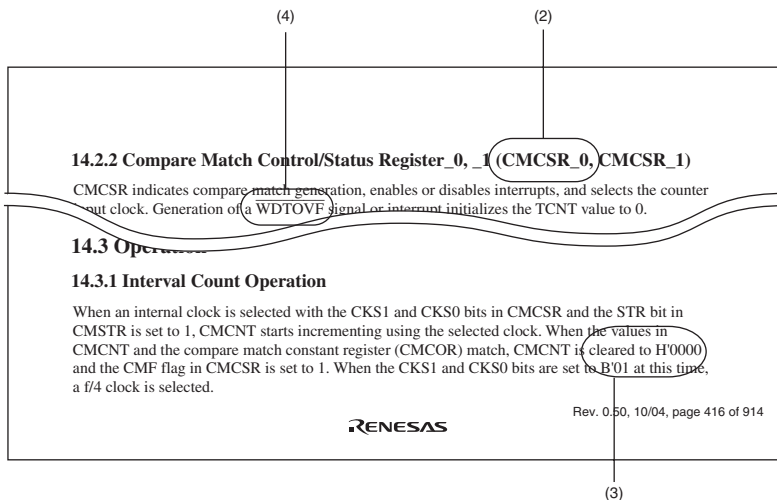 (4) (2)
14.2.2 Compare Match Control/Status Register_0, _1 (CMCSR_0, CMCSR_1)
CMCSR indicates compare match generation, enables or disables interrupts, and selects the counter
input clock. Generation of a WDTOVF signal or interrupt initializes the TCNT value to 0.
14.3 Operation
14.3.1 Interval Count Operation
When an internal clock is selected with the CKS1 and CKS0 bits in CMCSR and the STR bit in
CMSTR is set to 1, CMCNT starts incrementing using the selected clock. When the values in
CMCNT and the compare match constant register (CMCOR) match, CMCNT is cleared to H'0000
and the CMF flag in CMCSR is set to 1. When the CKS1 and CKS0 bits are set to B'01 at this time,
a f/4 clock is selected.
Rev. 0.50, 10/04, page 416 of 914
RENESAS
(3)